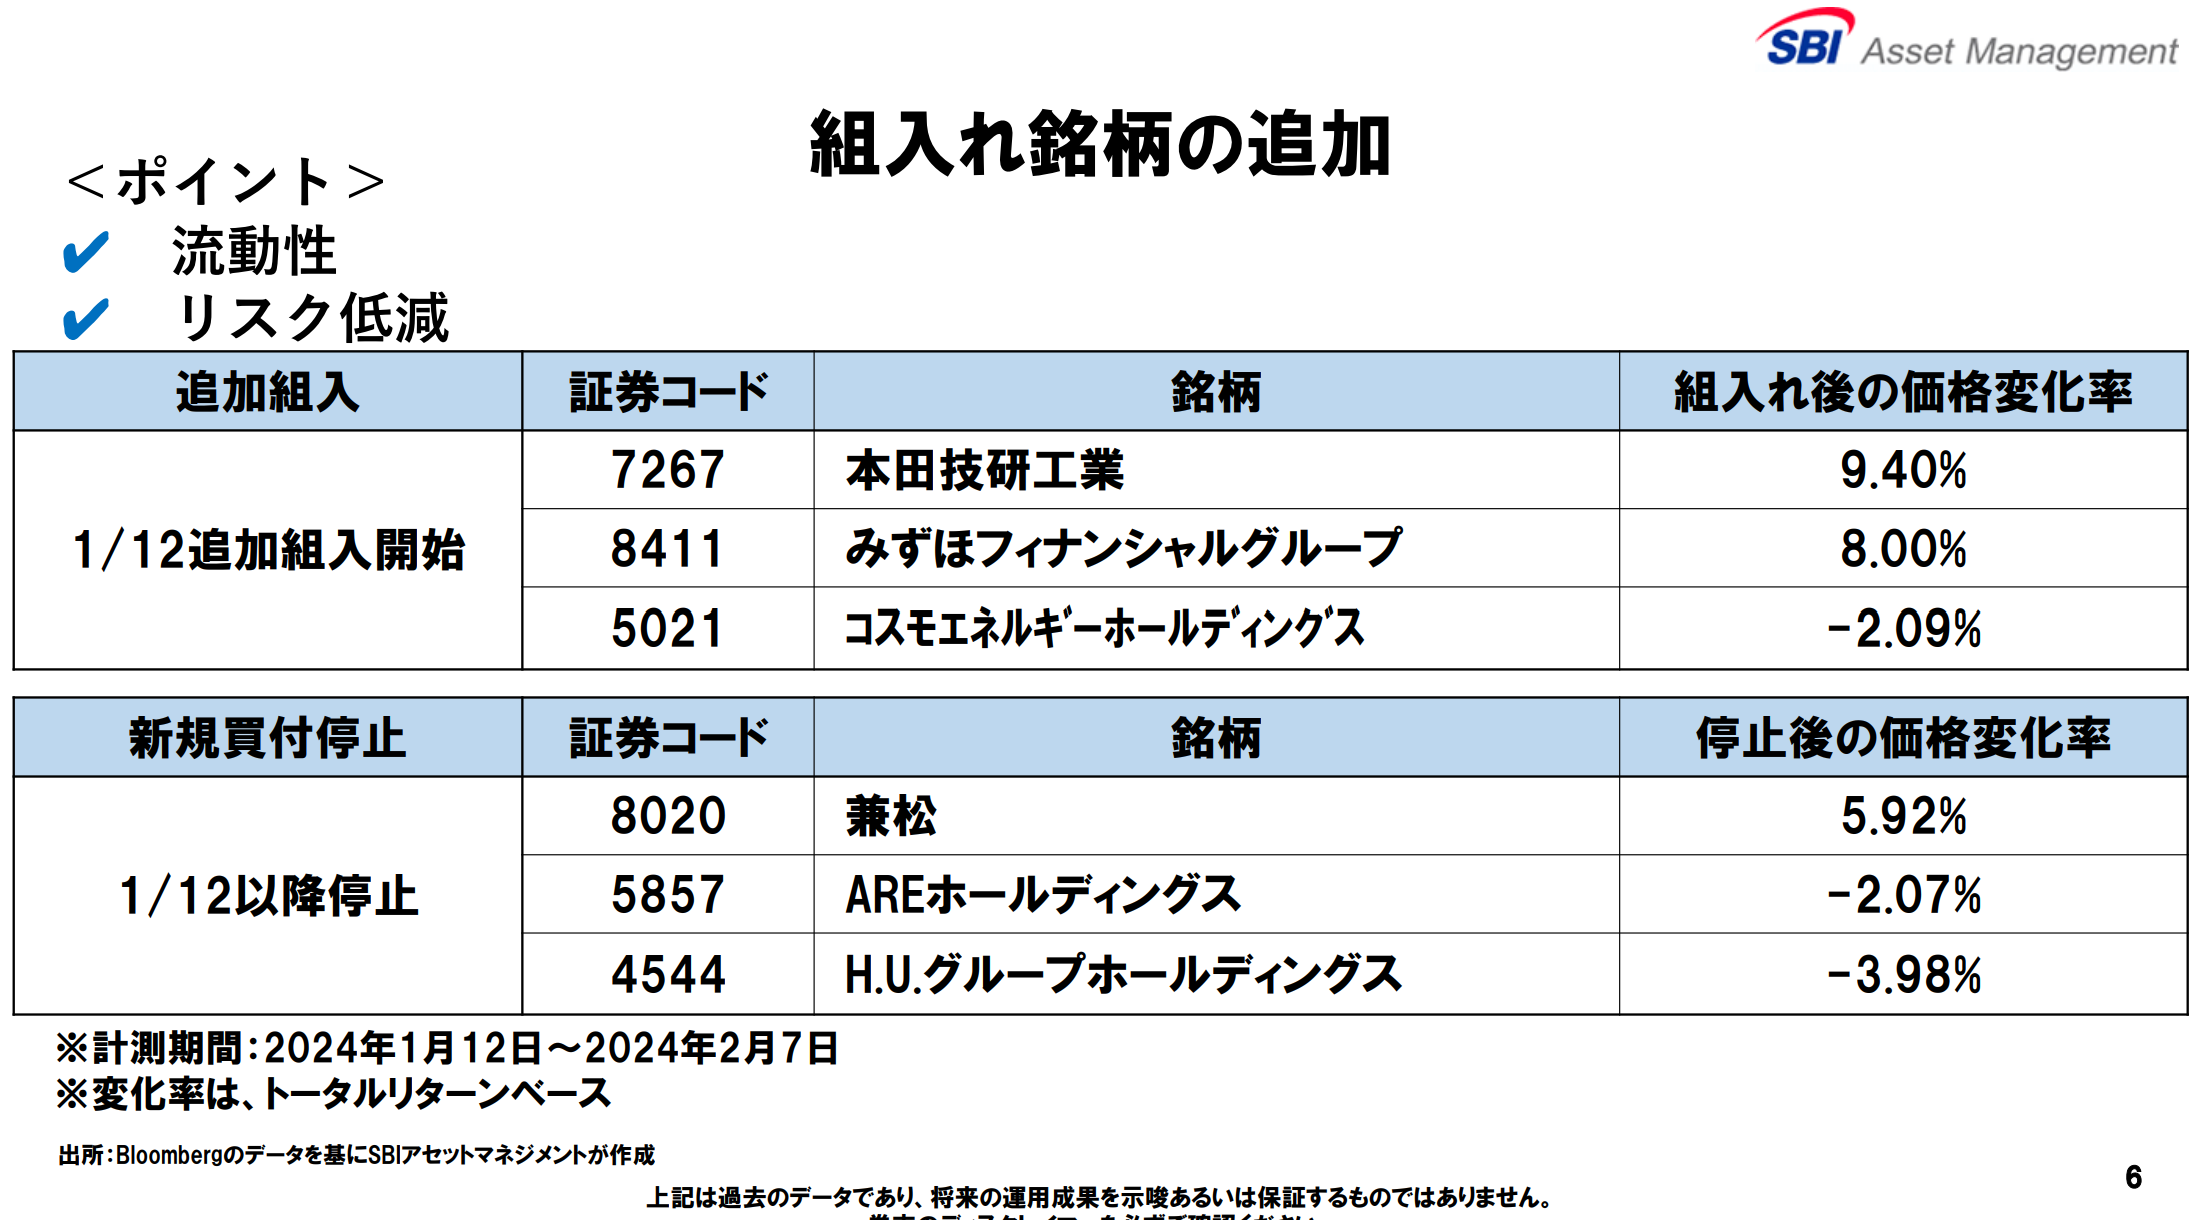 SBI Asset Management
組入れ銘柄の追加
＜ポイント＞
✔ 流動性
✔ リスク低減
追加組入 証券コード 銘柄 組入れ後の価格変化率
1/12追加組入開始
7267 本田技研工業 9.40%
8411 みずほフィナンシャルグループ 8.00%
5021 コスモエネルギーホールディングス -2.09%
新規買付停止 証券コード 銘柄 停止後の価格変化率
1/12以降停止
8020 兼松 5.92%
5857 AREホールディングス -2.07%
4544 H.U.グループホールディングス -3.98%
※計測期間：2024年1月12日～2024年2月7日
※変化率は、トータルリターンベース
出所：Bloombergのデータを基にSBIアセットマネジメントが作成
6
上記は過去のデータであり、将来の運用成果を示唆あるいは保証するものではありません。